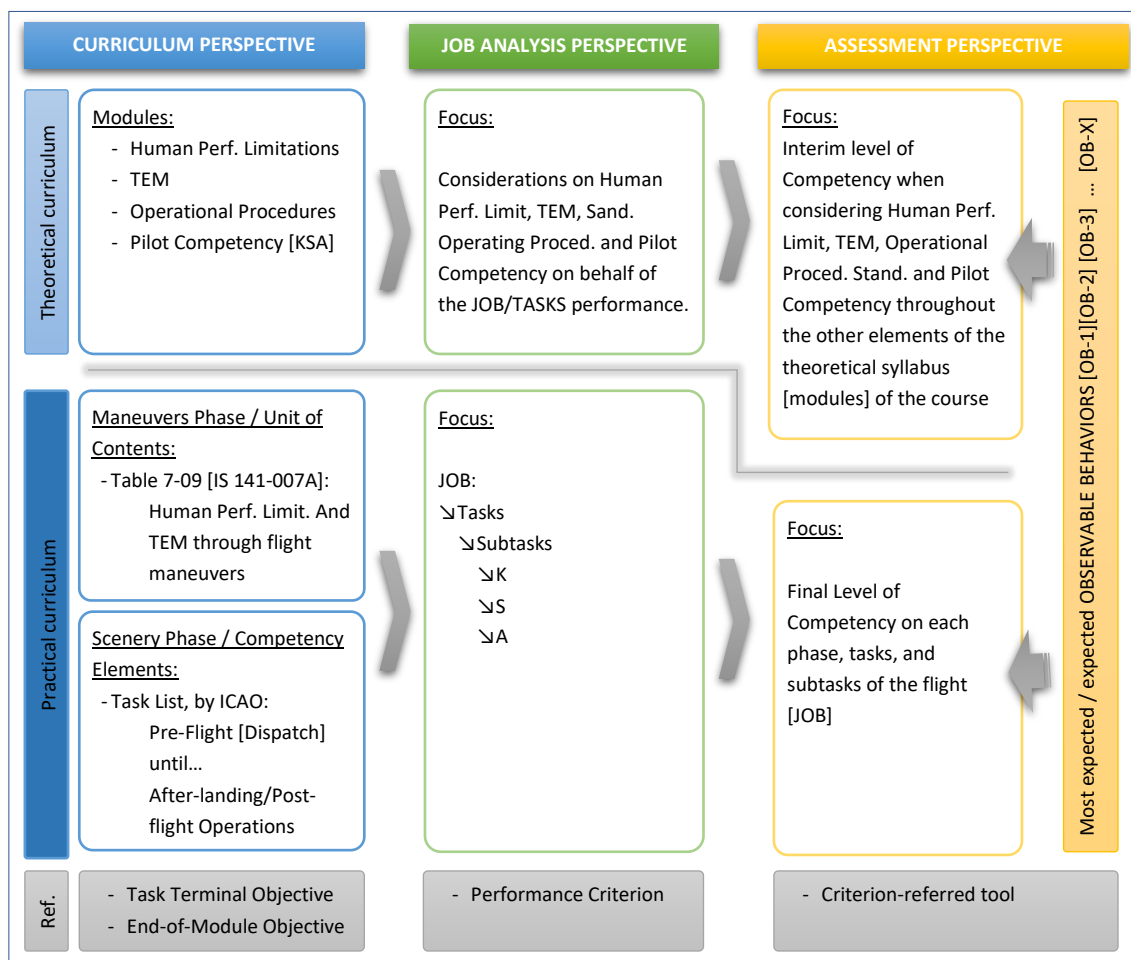 CURRICULUM PERSPECTIVE
JOB ANALYSIS PERSPECTIVE
ASSESSMENT PERSPECTIVE
Theoretical curriculum
Modules:
- Human Perf. Limitations
- TEM
- Operational Procedures
- Pilot Competency [KSA]
Focus:
Considerations on Human
Perf. Limit, TEM, Sand.
Operating Proced. and Pilot
Competency on behalf of
the JOB/TASKS performance.
Focus:
Interim level of
Competency when
considering Human Perf.
Limit, TEM, Operational
Proced. Stand. and Pilot
Competency throughout
the other elements of the
theoretical syllabus
[modules] of the course
Most expected / expected OBSERVABLE BEHAVIORS [OB-1][OB-2] [OB-3] ... [OB-X]
Practical curriculum
Maneuvers Phase / Unit of
Contents:
- Table 7-09 [IS 141-007A]:
Human Perf. Limit. And
TEM through flight
maneuvers
Scenery Phase / Competency
Elements:
- Task List, by ICAO:
Pre-Flight [Dispatch]
until...
After-landing/Post-
flight Operations
Focus:
JOB:
↘Tasks
↘Subtasks
↘K
↘S
↘A
Focus:
Final Level of
Competency on each
phase, tasks, and
subtasks of the flight
[JOB]
Ref.
- Task Terminal Objective
- End-of-Module Objective
- Performance Criterion
- Criterion-referred tool